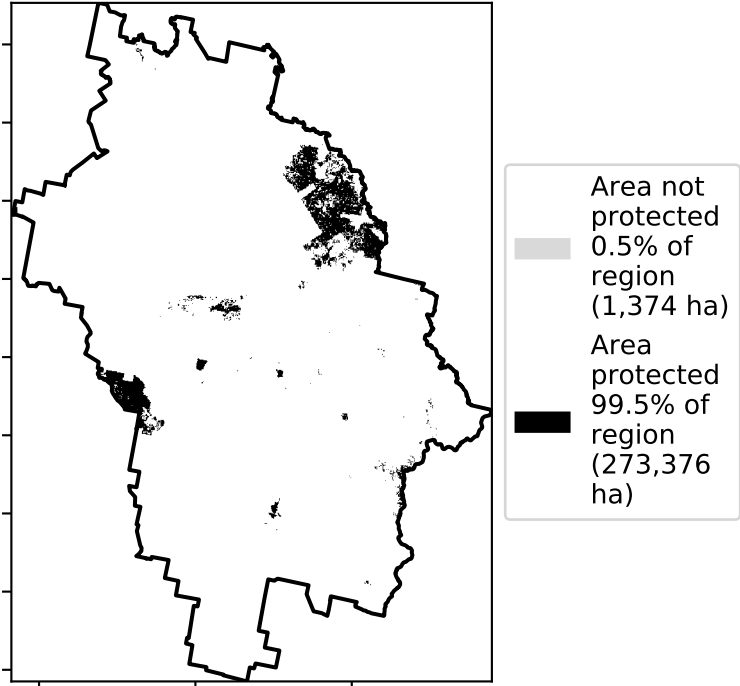 Area not
protected
0.5% of
region
(1,374 ha)
Area
protected
99.5% of
region
(273,376
ha)